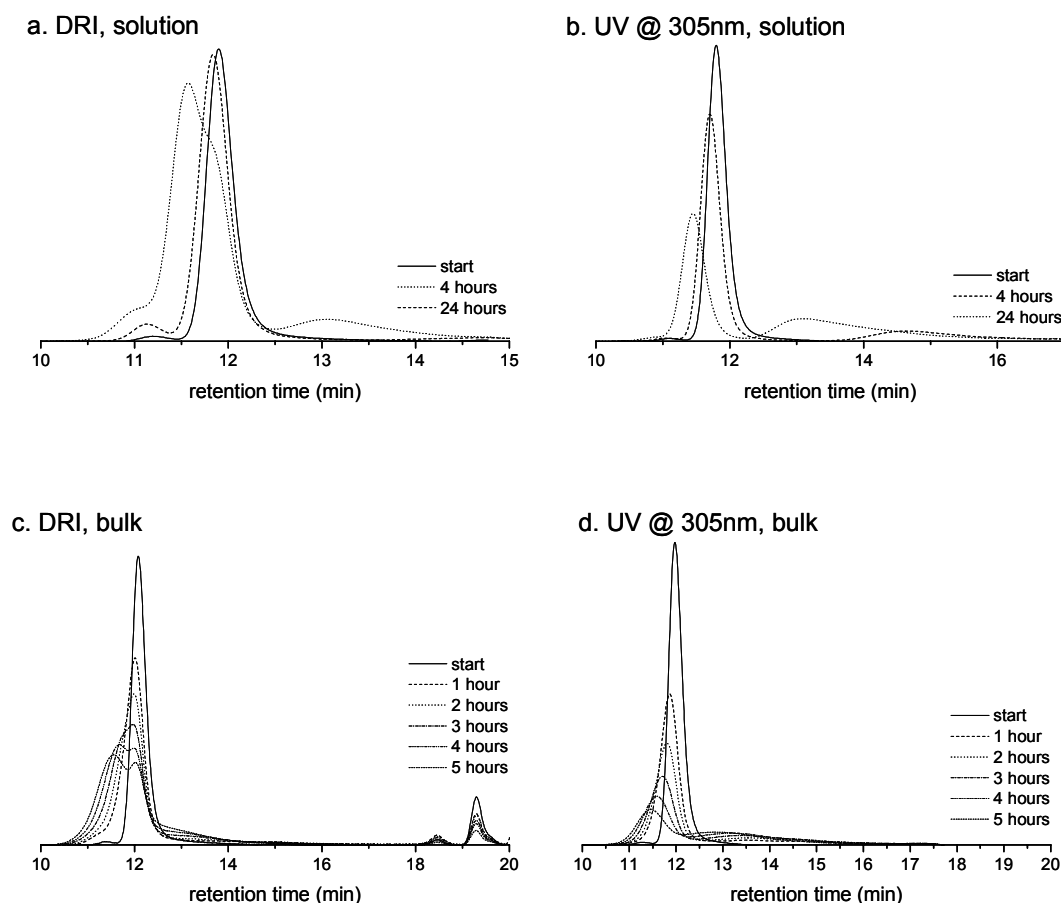 a. DRI, solution
start
4 hours
24 hours
10 11 12 13 14 15
retention time (min)
b. UV @ 305nm, solution
start
4 hours
24 hours
10 12 14 16
retention time (min)
c. DRI, bulk
start
1 hour
2 hours
3 hours
4 hours
5 hours
10 12 14 16 18 20
retention time (min)
d. UV @ 305nm, bulk
start
1 hour
2 hours
3 hours
4 hours
5 hours
10 11 12 13 14 15 16 17 18 19 20
retention time (min)